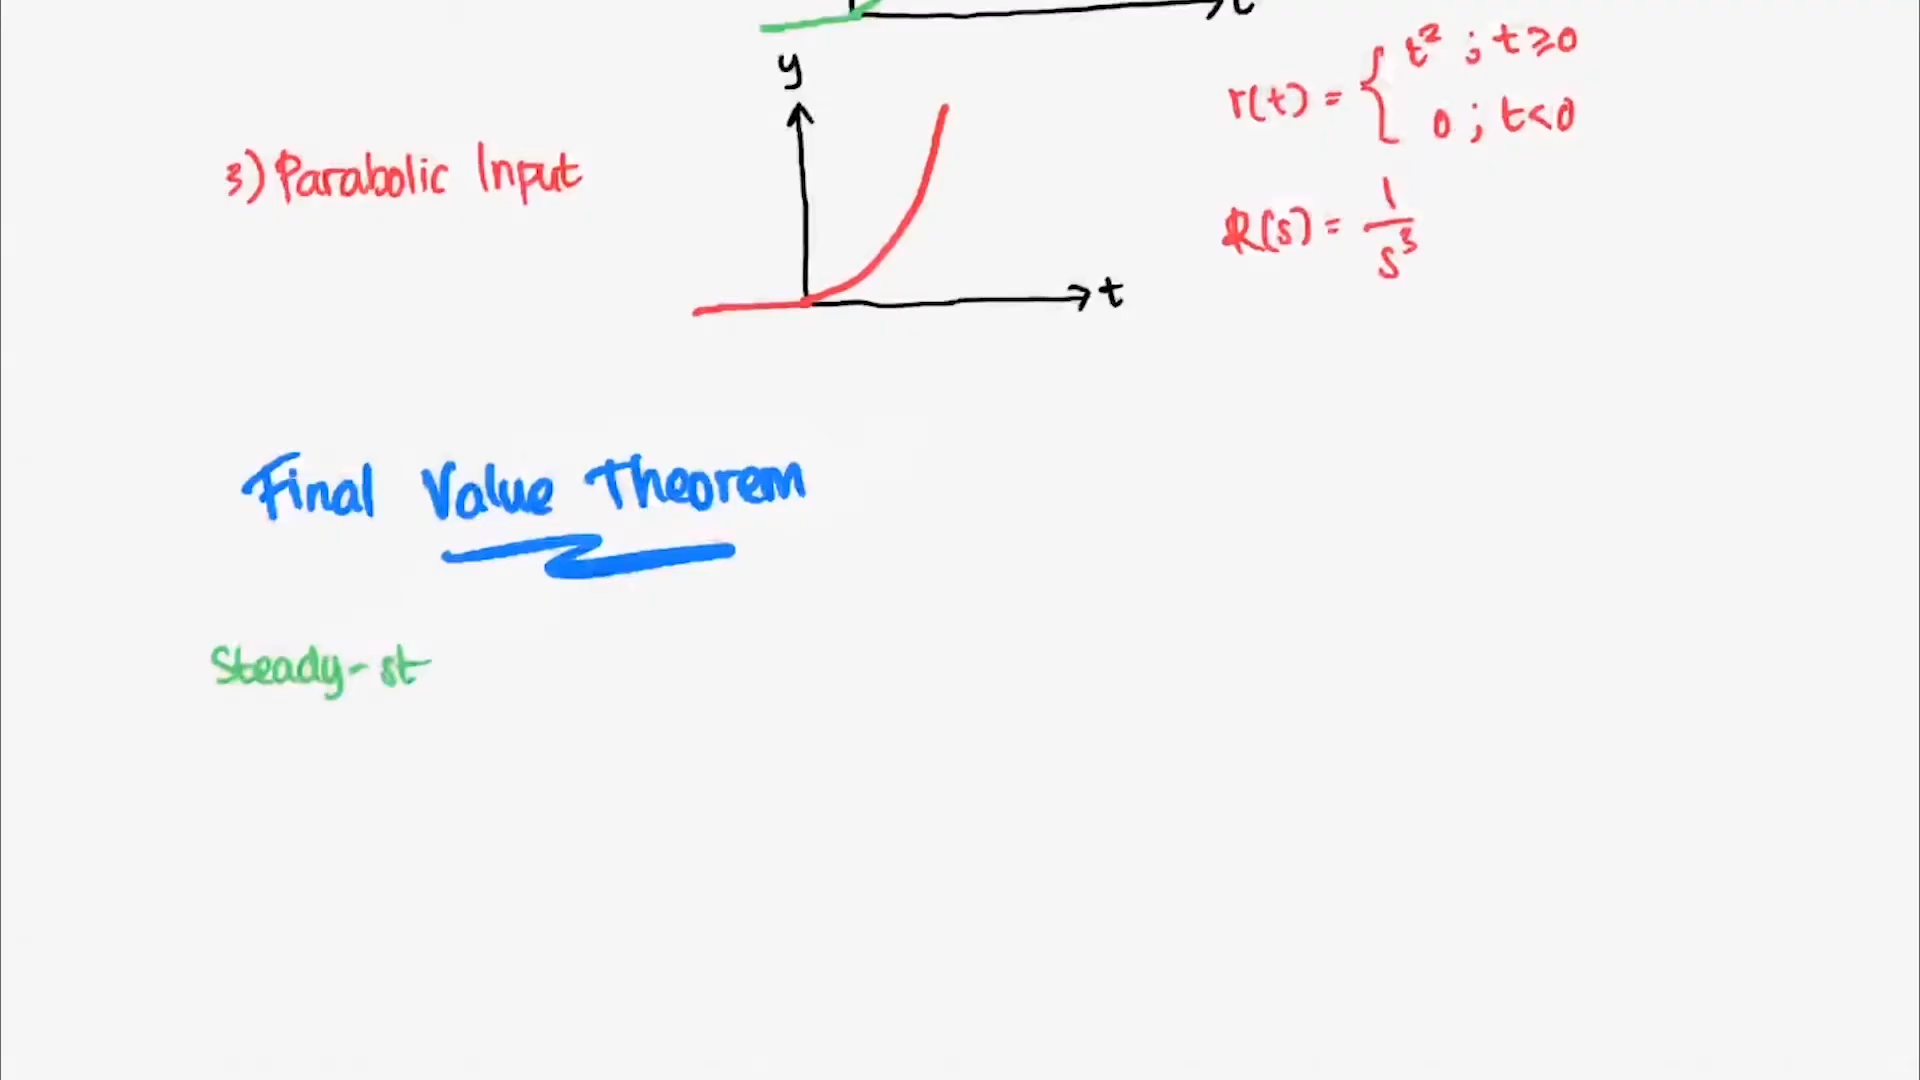 t
y
r(t) = { t² ; t ≥ 0
0 ; t < 0
3) Parabolic Input
R(s) = 1/s³
t
Final Value Theorem
Steady-st